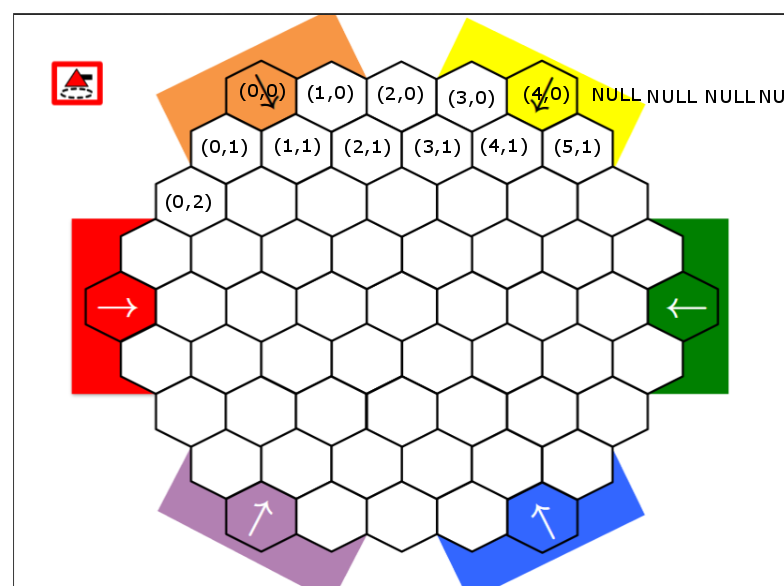 (0,0) (1,0) (2,0) (3,0) (4,0) NULL NULL NULL NU
(0,1) (1,1) (2,1) (3,1) (4,1) (5,1)
(0,2)